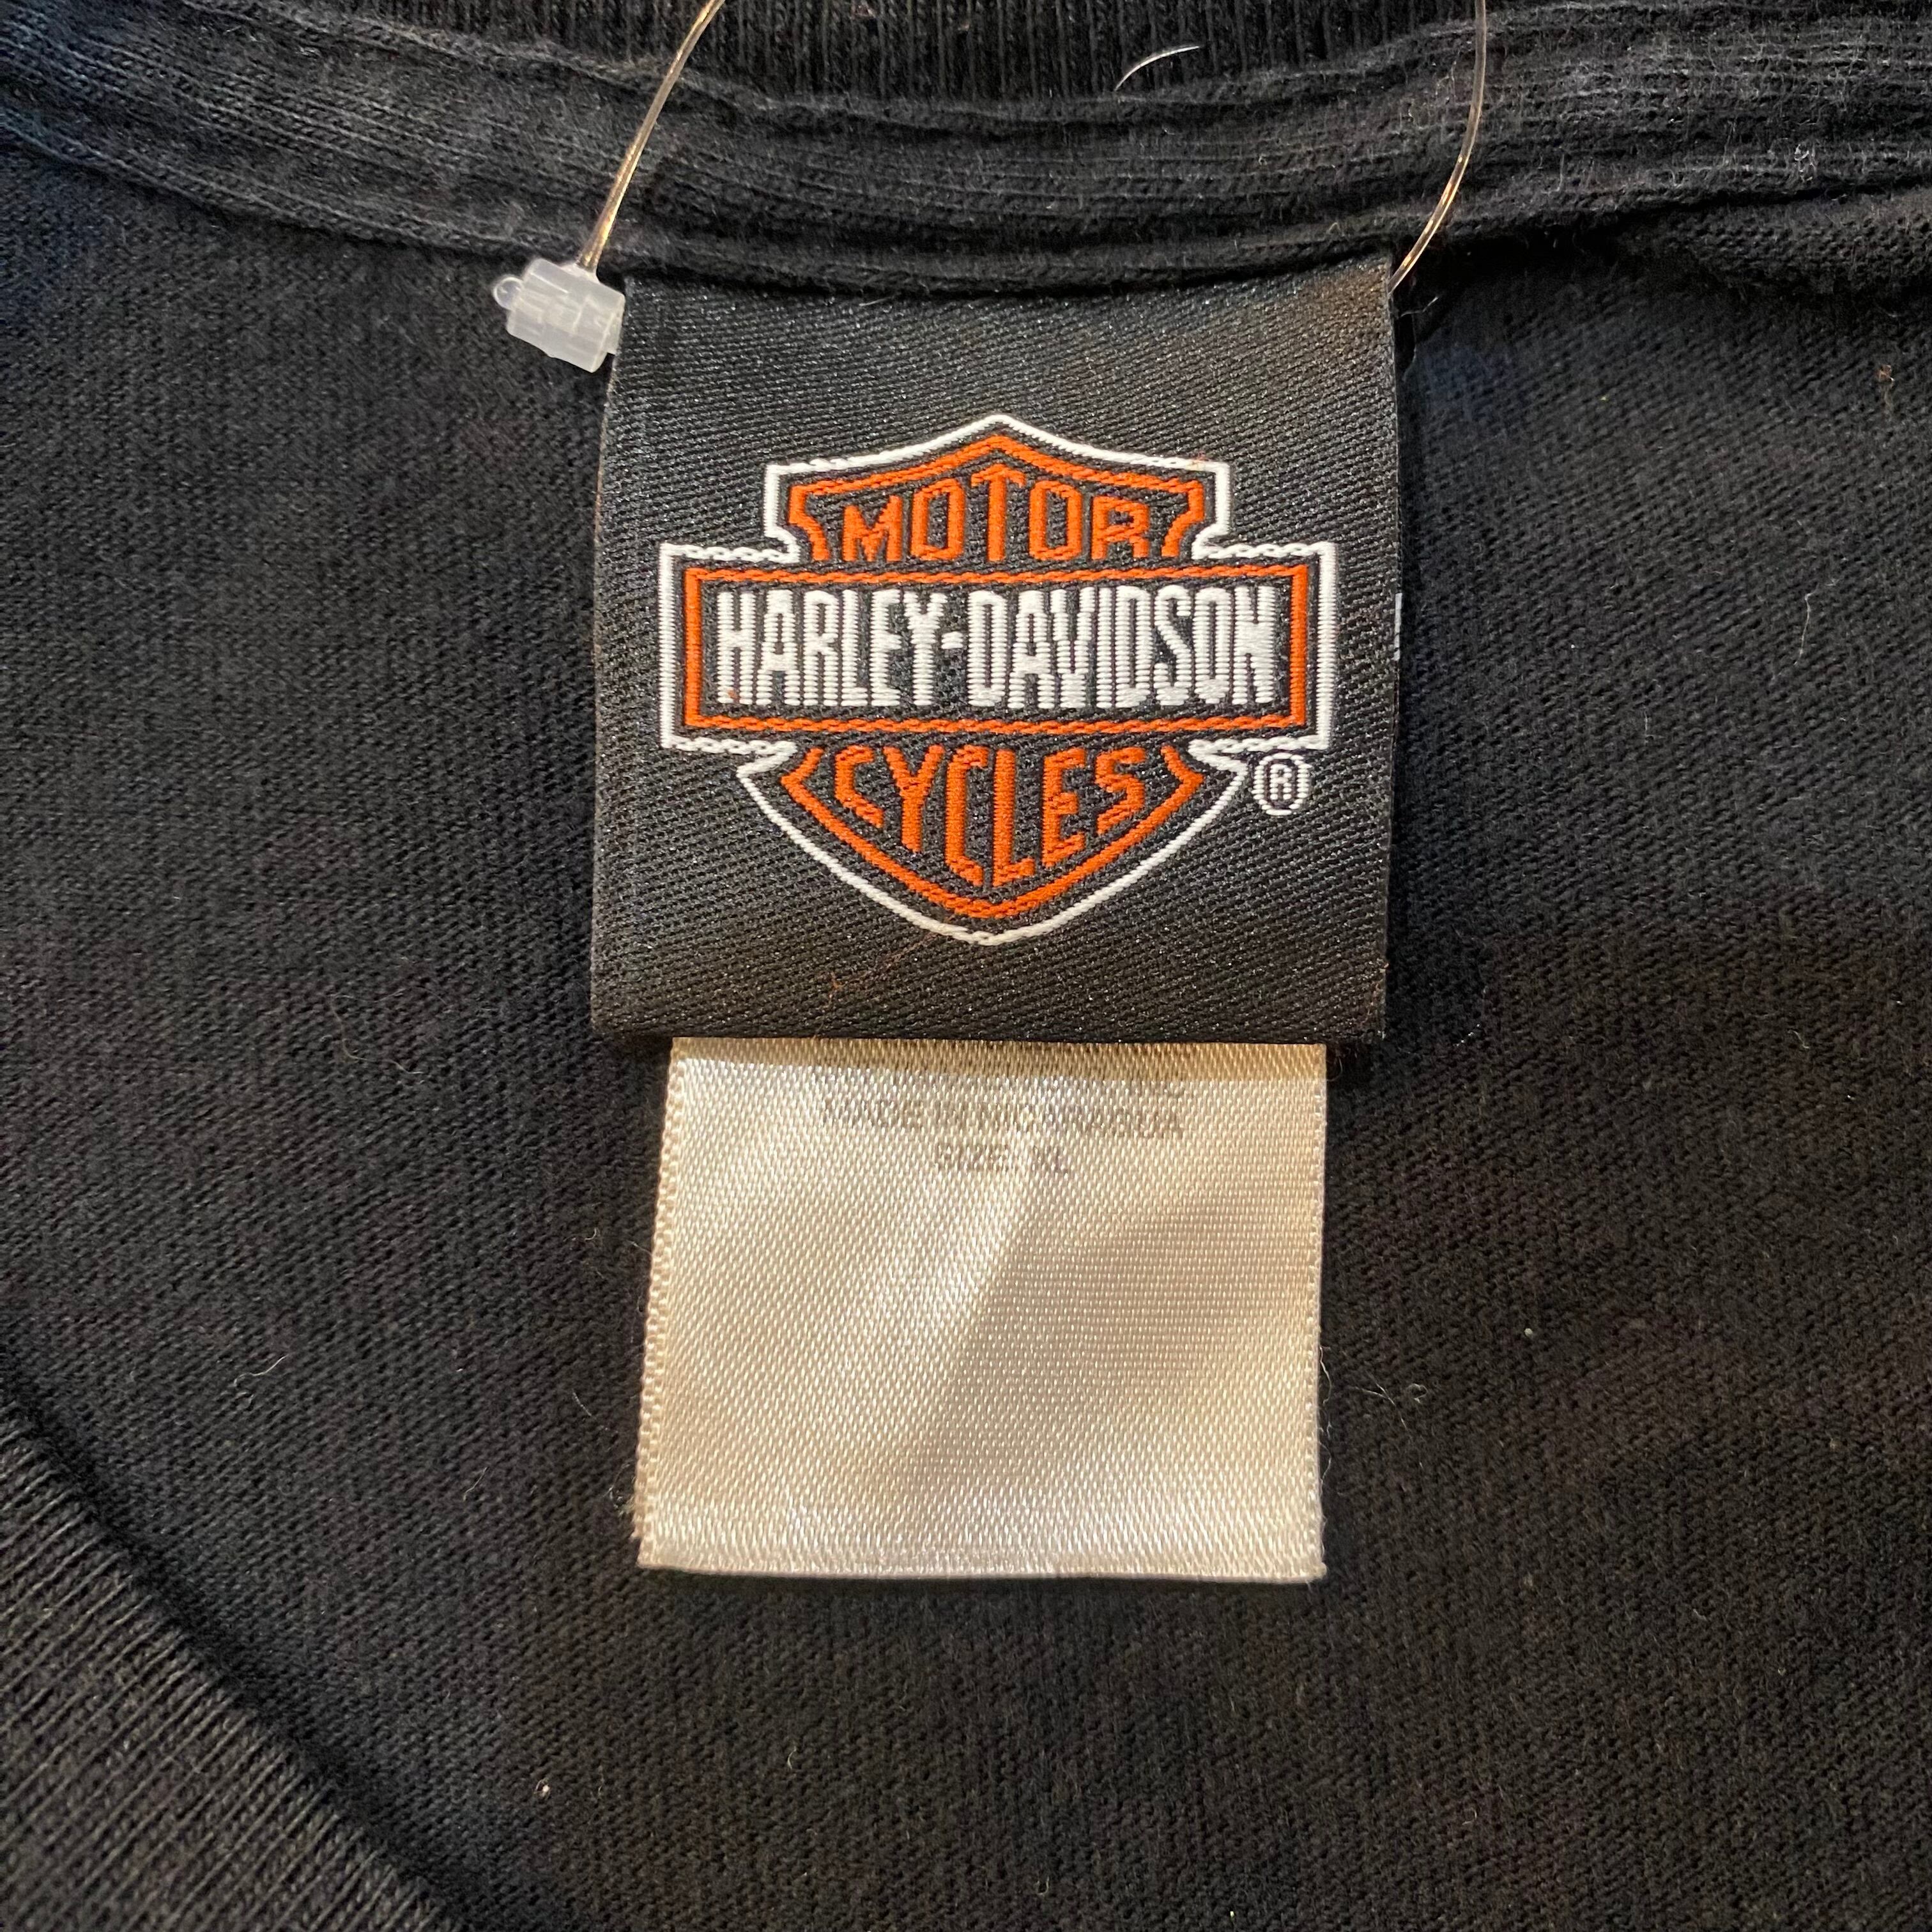 MOTOR
HARLEY-DAVIDSON
CYCLES ®
MADE IN NICARAGUA
SIZE: XL